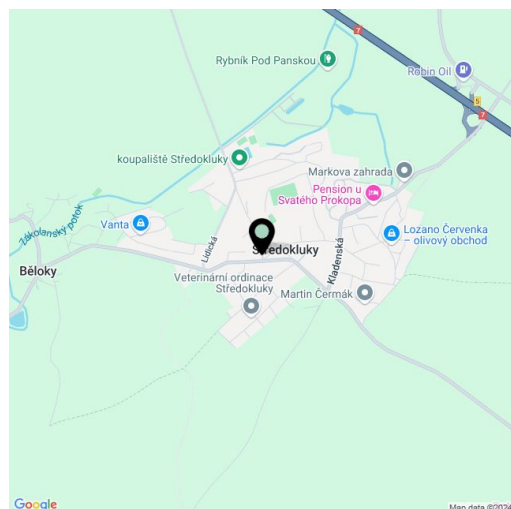 7
Rybník Pod Panskou
Robin Oil
5
7
koupaliště Středokluky
Markova zahrada
Pension u
Svatého Prokopa
Zákolanský potok
Vanta
Lidická
Lozano Červenka
– olivový obchod
Středokluky
Kladenská
Běloky
Veterinární ordinace
Středokluky
Martin Čermák
Google
Map data ©2024